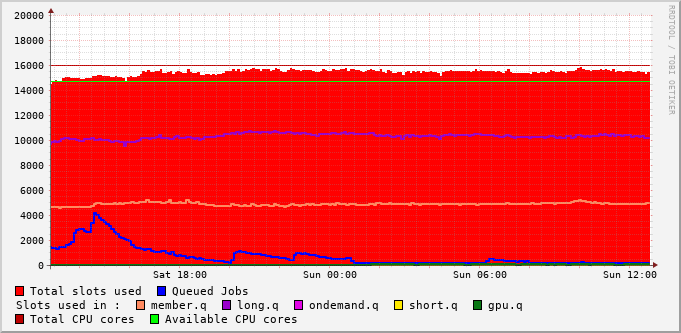 RRDTOOL / TOBI OETIKER
20000
18000
16000
14000
12000
10000
8000
6000
4000
2000
0
Sat 18:00 Sun 00:00 Sun 06:00 Sun 12:00
Total slots used Queued Jobs
Slots used in : member.q long.q ondemand.q short.q gpu.q
Total CPU cores Available CPU cores